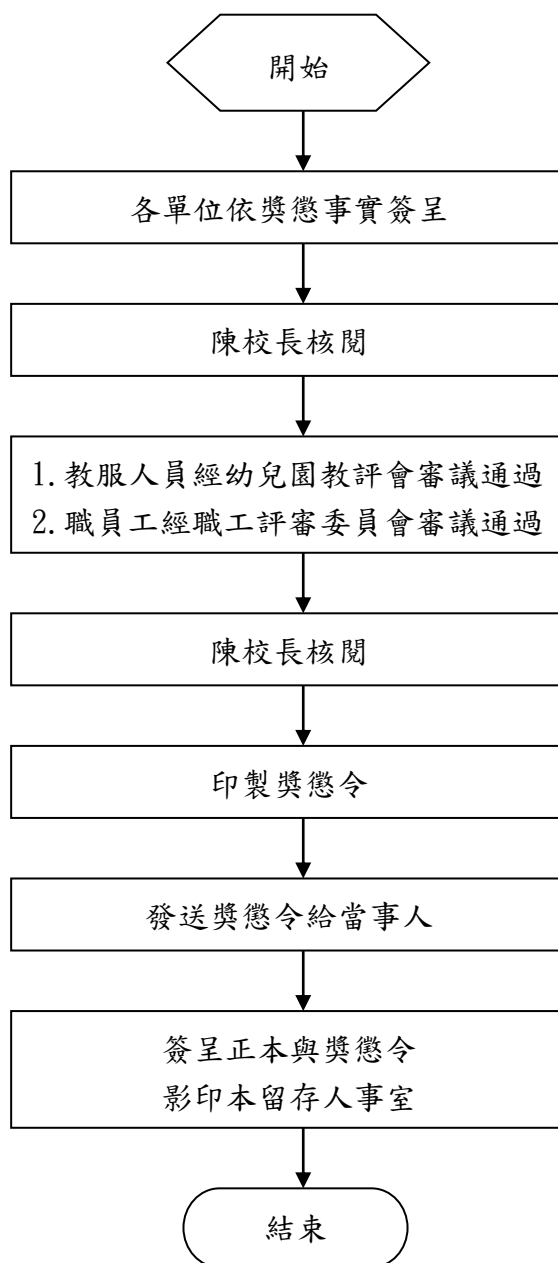 開始
各單位依獎懲事實簽呈
陳校長核閱
1.教服人員經幼兒園教評會審議通過
2.職員工經職工評審委員會審議通過
陳校長核閱
印製獎懲令
發送獎懲令給當事人
簽呈正本與獎懲令
影印本留存人事室
結束